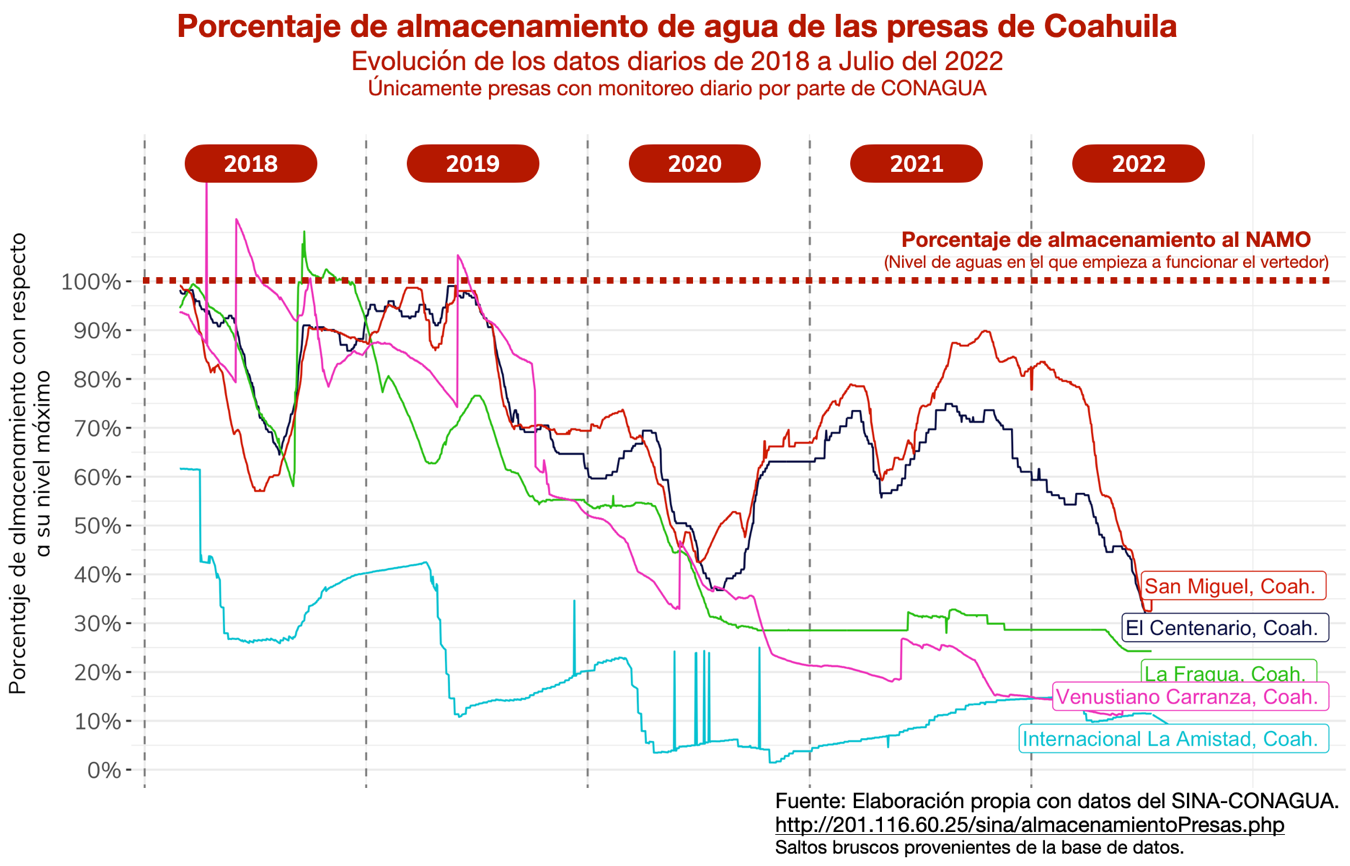 Porcentaje de almacenamiento de agua de las presas de Coahuila
Evolución de los datos diarios de 2018 a Julio del 2022
Únicamente presas con monitoreo diario por parte de CONAGUA
2018
2019
2020
2021
2022
Porcentaje de almacenamiento al NAMO
(Nivel de aguas en el que empieza a funcionar el vertedor)
Porcentaje de almacenamiento con respecto
a su nivel máximo
100%
90%
80%
70%
60%
50%
40%
30%
20%
10%
0%
San Miguel, Coah.
El Centenario, Coah.
La Fragua, Coah.
Venustiano Carranza, Coah.
Internacional La Amistad, Coah.
Fuente: Elaboración propia con datos del SINA-CONAGUA.
http://201.116.60.25/sina/almacenamientoPresas.php
Saltos bruscos provenientes de la base de datos.